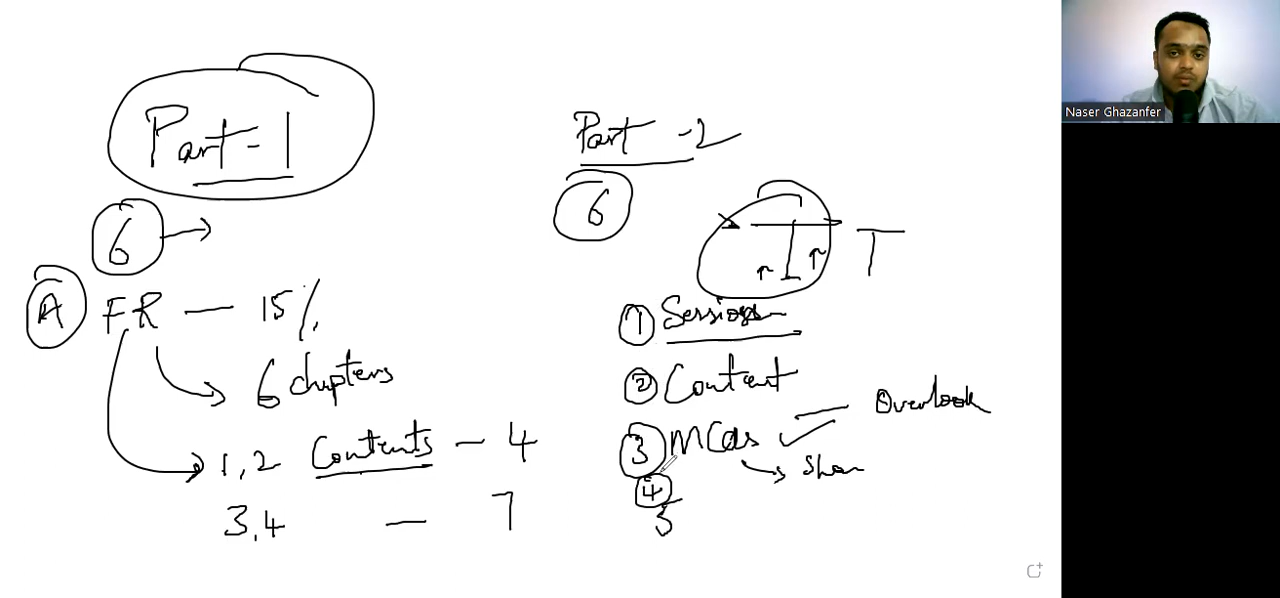 Part-1
6
A FR - 15%
6 chapters
1,2 Contents - 4
3,4 - 7
Part -2
6
T
1 Session
2 Content
3 MCQs
Overlook
4
5
Naser Ghazanfer